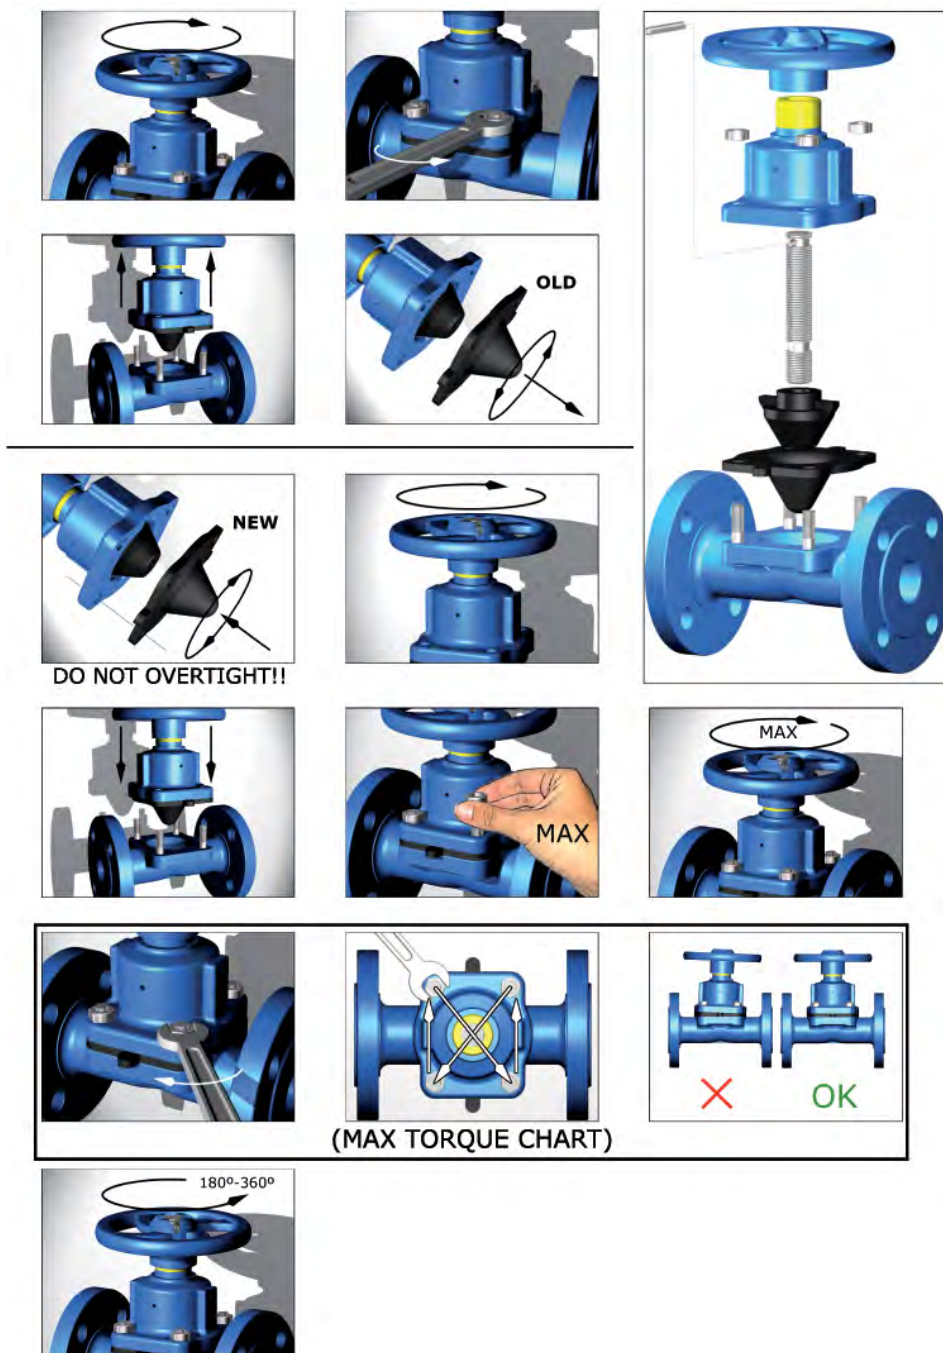 OLD
NEW
DO NOT OVERTIGHT!!
MAX
MAX
(MAX TORQUE CHART)
OK
180º-360º